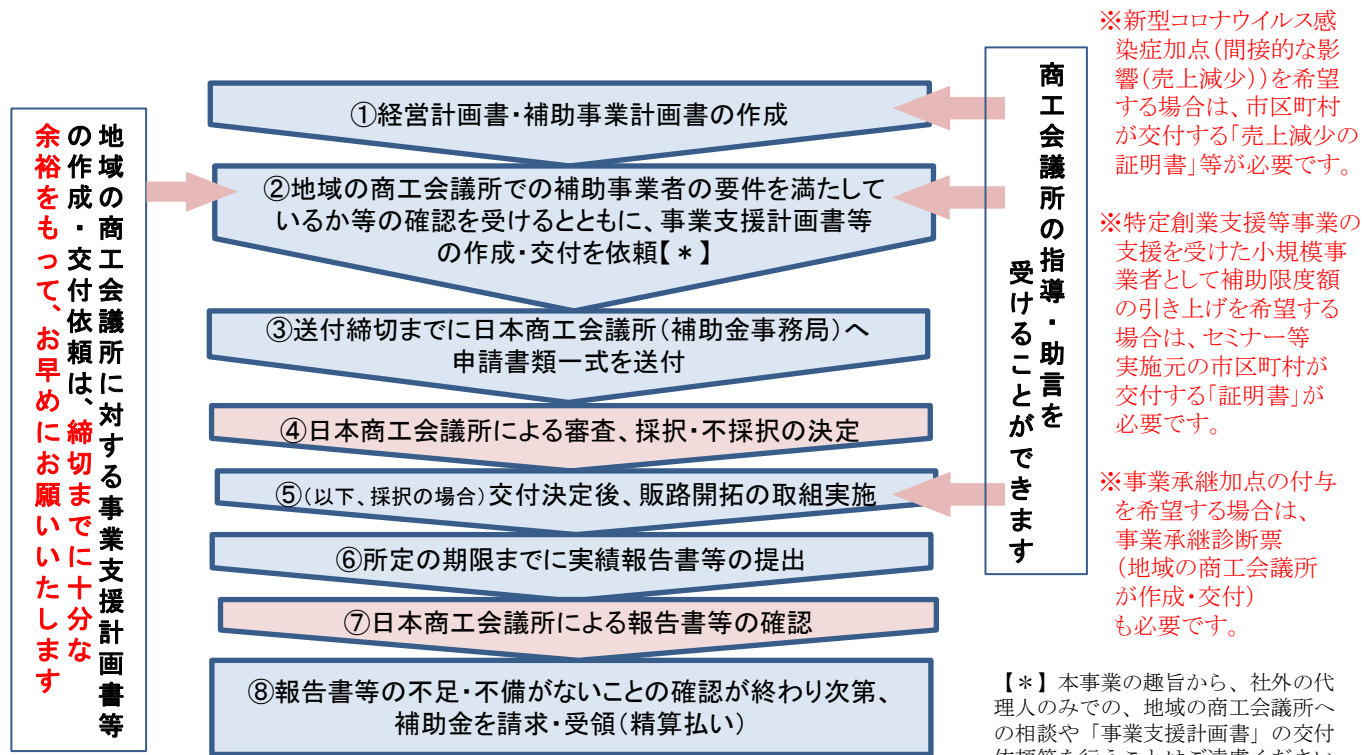 地域の商工会議所に対する事業支援計画書等
の作成・交付依頼は、締切までに十分な
余裕をもって、お早めにお願いいたします
①経営計画書・補助事業計画書の作成
②地域の商工会議所での補助事業者の要件を満たして
いるか等の確認を受けるとともに、事業支援計画書等
の作成・交付を依頼【＊】
③送付締切までに日本商工会議所（補助金事務局）へ
申請書類一式を送付
④日本商工会議所による審査、採択・不採択の決定
⑤（以下、採択の場合）交付決定後、販路開拓の取組実施
⑥所定の期限までに実績報告書等の提出
⑦日本商工会議所による報告書等の確認
⑧報告書等の不足・不備がないことの確認が終わり次第、
補助金を請求・受領（精算払い）
商工会議所の指導・助言を
受けることができます
※新型コロナウイルス感
染症加点（間接的な影
響（売上減少））を希望
する場合は、市区町村
が交付する「売上減少の
証明書」等が必要です。
※特定創業支援等事業の
支援を受けた小規模事
業者として補助限度額
の引き上げを希望する
場合は、セミナー等
実施元の市区町村が
交付する「証明書」が
必要です。
※事業承継加点の付与
を希望する場合は、
事業承継診断票
（地域の商工会議所
が作成・交付）
も必要です。
【＊】本事業の趣旨から、社外の代
理人のみでの、地域の商工会議所へ
の相談や「事業支援計画書」の交付
依頼等を行うことはご遠慮ください